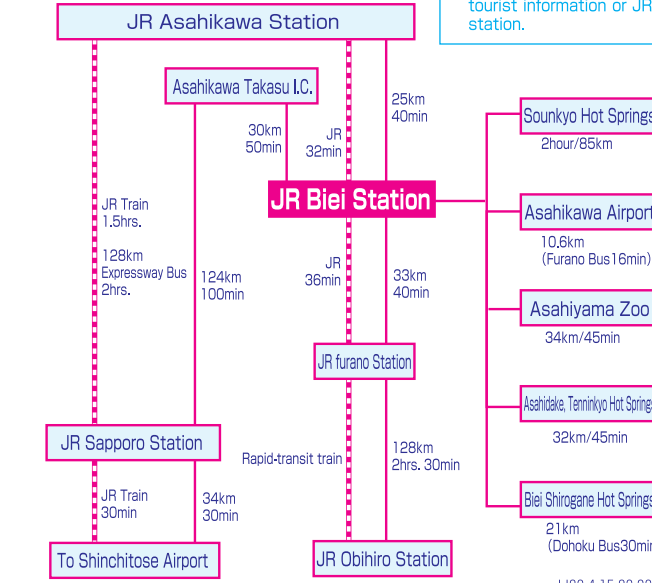 JR Asahikawa Station
tourist information or JR
station.
Asahikawa Takasu I.C.
25km
40min
30km
50min
JR
32min
JR Biei Station
Sounkyo Hot Springs
2hour/85km
Asahikawa Airport
10.6km
(Furano Bus16min)
Asahiyama Zoo
34km/45min
Asahidake, Tenninkyo Hot Springs
32km/45min
Biei Shirogane Hot Springs
21km
(Dohoku Bus30min
JR Train
1.5hrs.
128km
Expressway Bus
2hrs.
124km
100min
JR
36min
33km
40min
JR furano Station
JR Sapporo Station
Rapid-transit train
128km
2hrs. 30min
JR Train
30min
34km
30min
To Shinchitose Airport
JR Obihiro Station